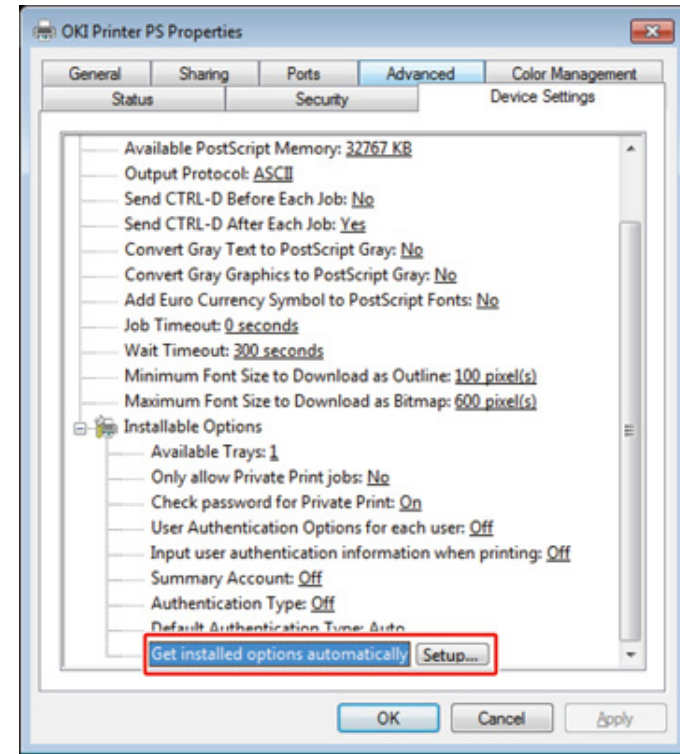 OKI Printer PS Properties
General Sharing Ports Advanced Color Management
Status Security Device Settings
Available PostScript Memory: 32767 KB
Output Protocol: ASCII
Send CTRL-D Before Each Job: No
Send CTRL-D After Each Job: Yes
Convert Gray Text to PostScript Gray: No
Convert Gray Graphics to PostScript Gray: No
Add Euro Currency Symbol to PostScript Fonts: No
Job Timeout: 0 seconds
Wait Timeout: 300 seconds
Minimum Font Size to Download as Outline: 100 pixel(s)
Maximum Font Size to Download as Bitmap: 600 pixel(s)
Installable Options
Available Trays: 1
Only allow Private Print jobs: No
Check password for Private Print: On
User Authentication Options for each user: Off
Input user authentication information when printing: Off
Summary Account: Off
Authentication Type: Off
Default Authentication Type: Auto
Get installed options automatically Setup...
OK Cancel Apply